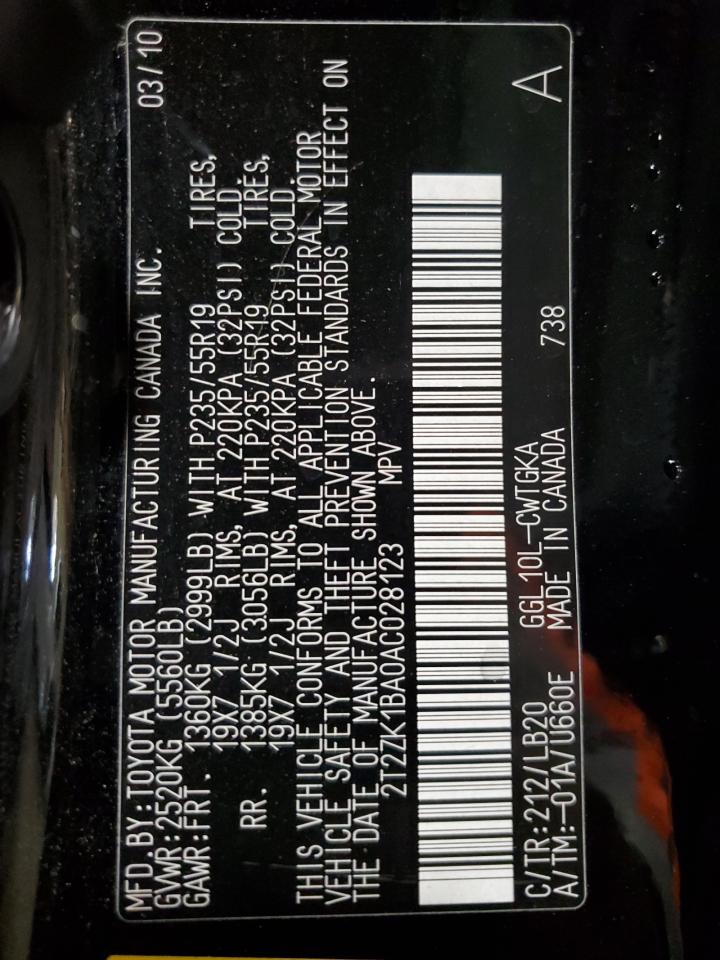 MFD.BY:TOYOTA MOTOR MANUFACTURING CANADA INC. 03/10
GVWR:2520KG (5560LB)
GAWR:FRT. 1360KG (2999LB) WITH P235/55R19 TIRES,
19X7 1/2J RIMS, AT 220KPA (32PSI) COLD.
RR. 1385KG (3056LB) WITH P235/55R19 TIRES,
19X7 1/2J RIMS, AT 220KPA (32PSI) COLD.
THIS VEHICLE CONFORMS TO ALL APPLICABLE FEDERAL MOTOR
VEHICLE SAFETY AND THEFT PREVENTION STANDARDS IN EFFECT ON
THE DATE OF MANUFACTURE SHOWN ABOVE.
2T2ZK1BA0AC028123 MPV
C/TR:212/LB20 GGL10L-CWTGKA A
A/TM:-01A/U660E MADE IN CANADA 738